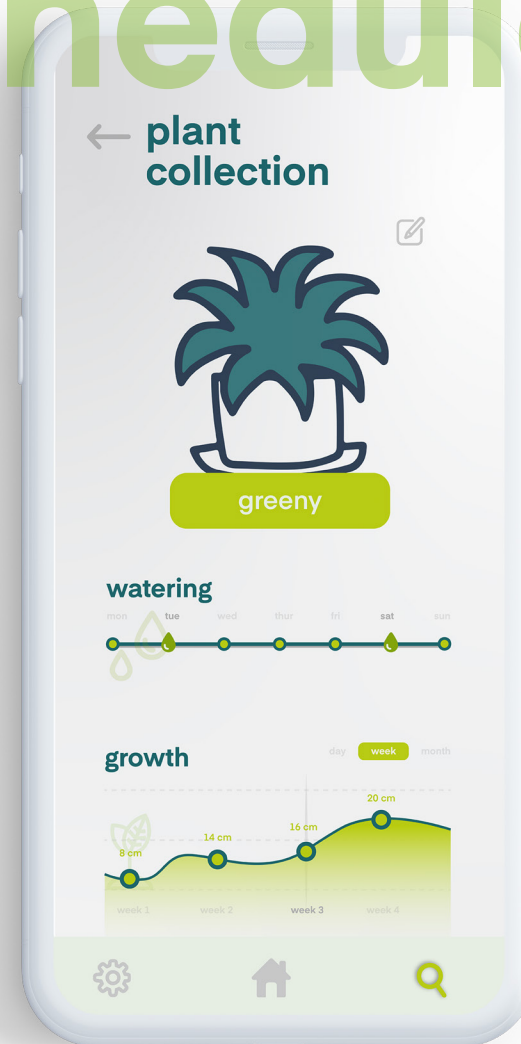 plant
collection
greeny
watering
mon tue wed thur fri sat sun
growth
day week month
20 cm
16 cm
14 cm
8 cm
week 1 week 2 week 3 week 4